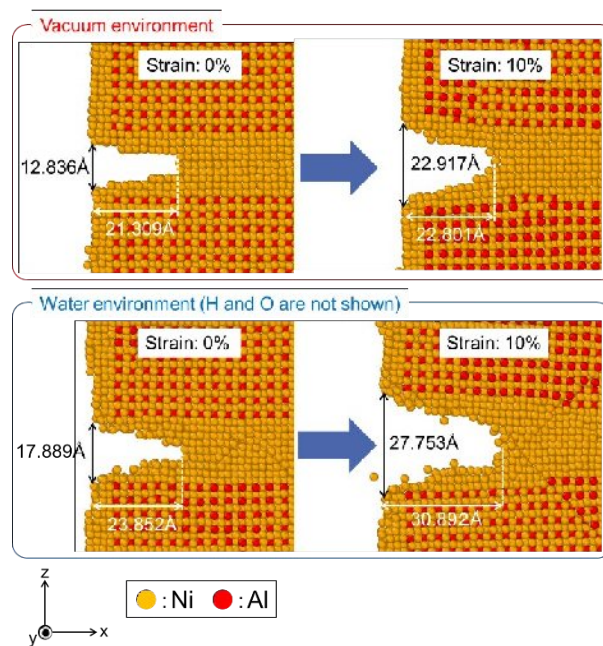 Vacuum environment
Strain: 0%
Strain: 10%
12.836Å
21.309Å
22.917Å
22.801Å
Water environment (H and O are not shown)
Strain: 0%
Strain: 10%
17.889Å
23.852Å
27.753Å
30.892Å
z
y x
: Ni : Al